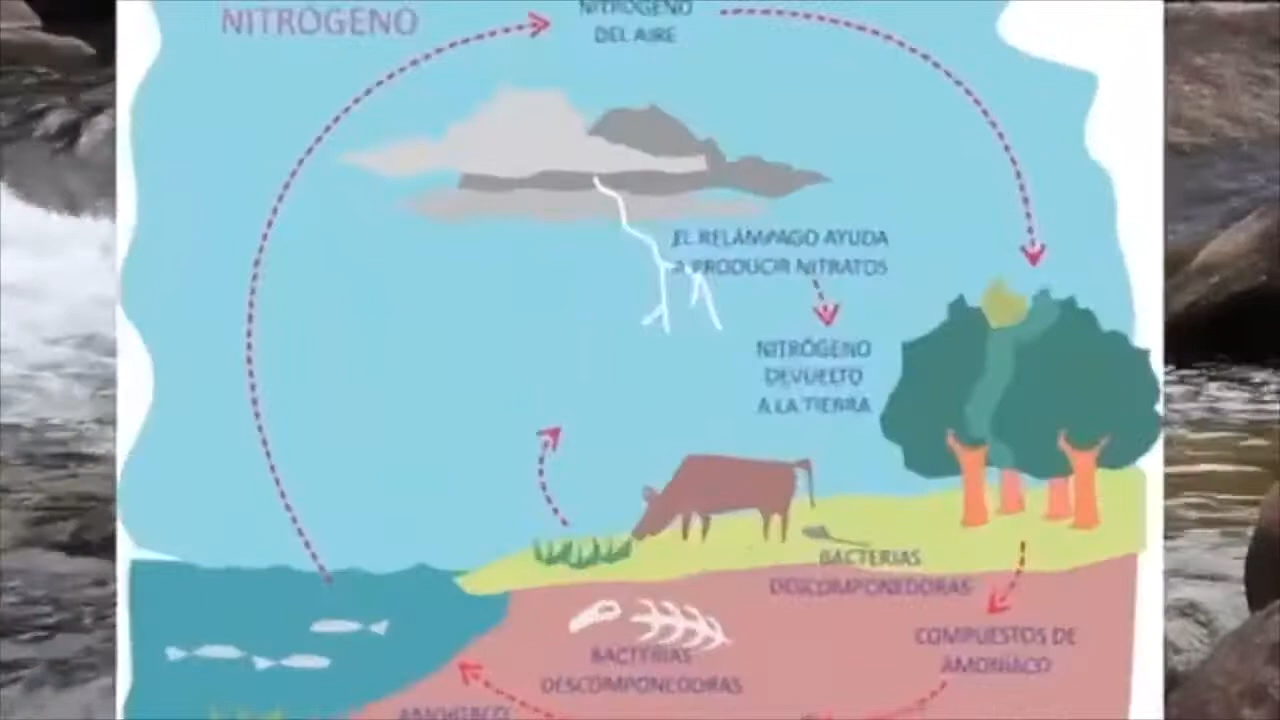 NITRÓGENO
NITRÓGENO
DEL AIRE
EL RELÁMPAGO AYUDA
A PRODUCIR NITRATOS
NITRÓGENO
DEVUELTO
A LA TIERRA
BACTERIAS
DESCOMPONEDORAS
COMPUESTOS DE
AMONÍACO
BACTERIAS
DESCOMPONEDORAS